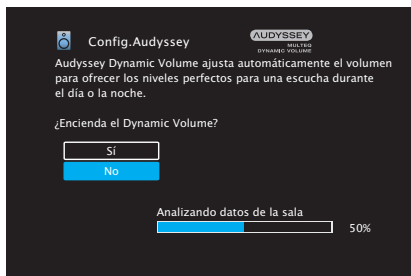 Config.Audyssey
AUDYSSEY
MULTEQ
DYNAMIC VOLUME
Audyssey Dynamic Volume ajusta automáticamente el volumen
para ofrecer los niveles perfectos para una escucha durante
el día o la noche.
¿Encienda el Dynamic Volume?
Sí
No
Analizando datos de la sala
50%